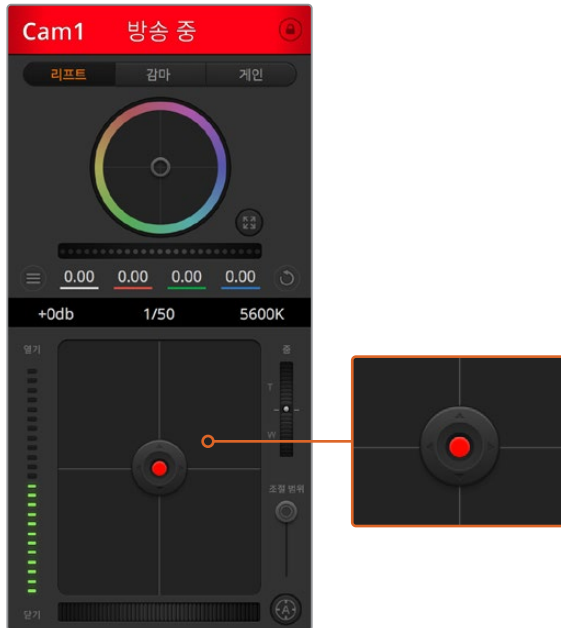 Cam1 방송 중
리프트 감마 게인
0.00 0.00 0.00 0.00
+0db 1/50 5600K
열기 줌
T
W
조절 범위
닫기 A